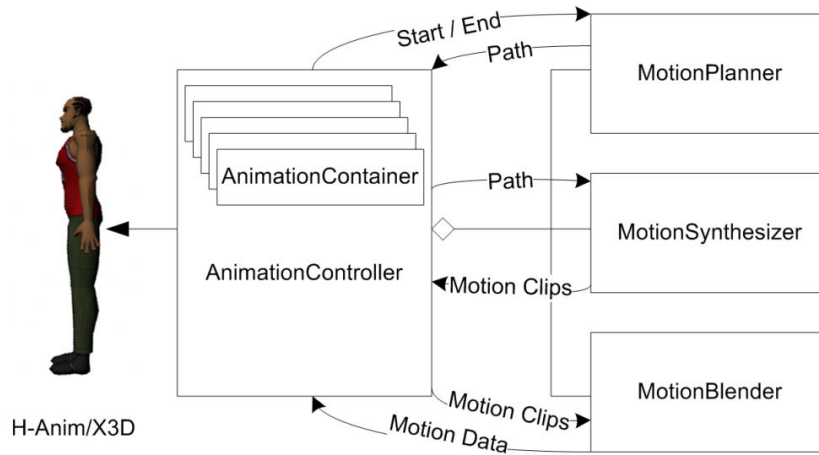 Start / End
Path
MotionPlanner
AnimationContainer
Path
MotionSynthesizer
AnimationController
Motion Clips
MotionBlender
Motion Clips
Motion Data
H-Anim/X3D